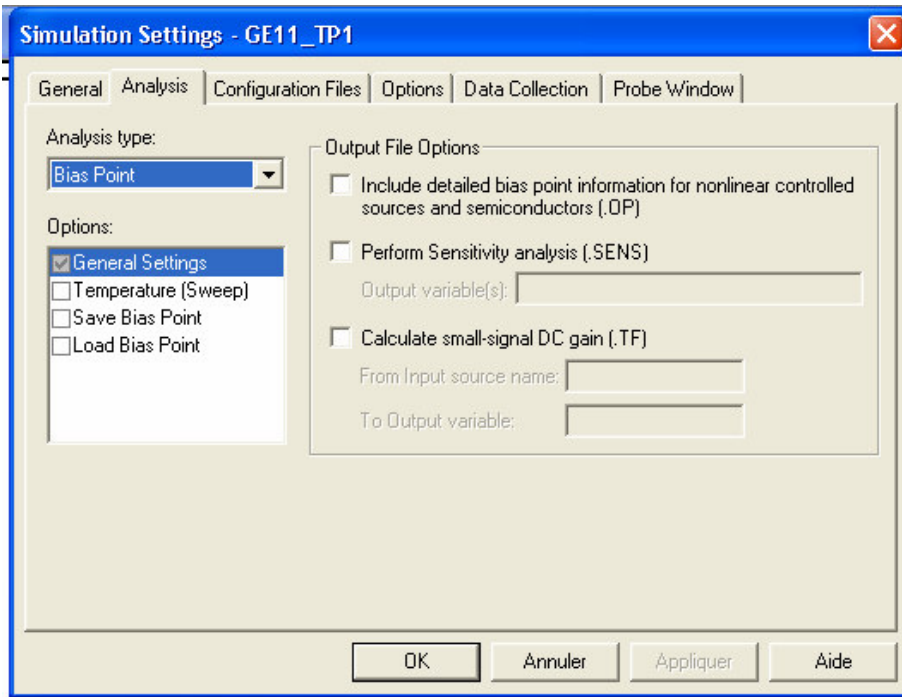 Simulation Settings - GE11_TP1
General Analysis Configuration Files Options Data Collection Probe Window
Analysis type:
Bias Point
Options:
General Settings
Temperature (Sweep)
Save Bias Point
Load Bias Point
Output File Options
Include detailed bias point information for nonlinear controlled
sources and semiconductors (.OP)
Perform Sensitivity analysis (.SENS)
Output variable(s):
Calculate small-signal DC gain (.TF)
From Input source name:
To Output variable:
OK Annuler Appliquer Aide